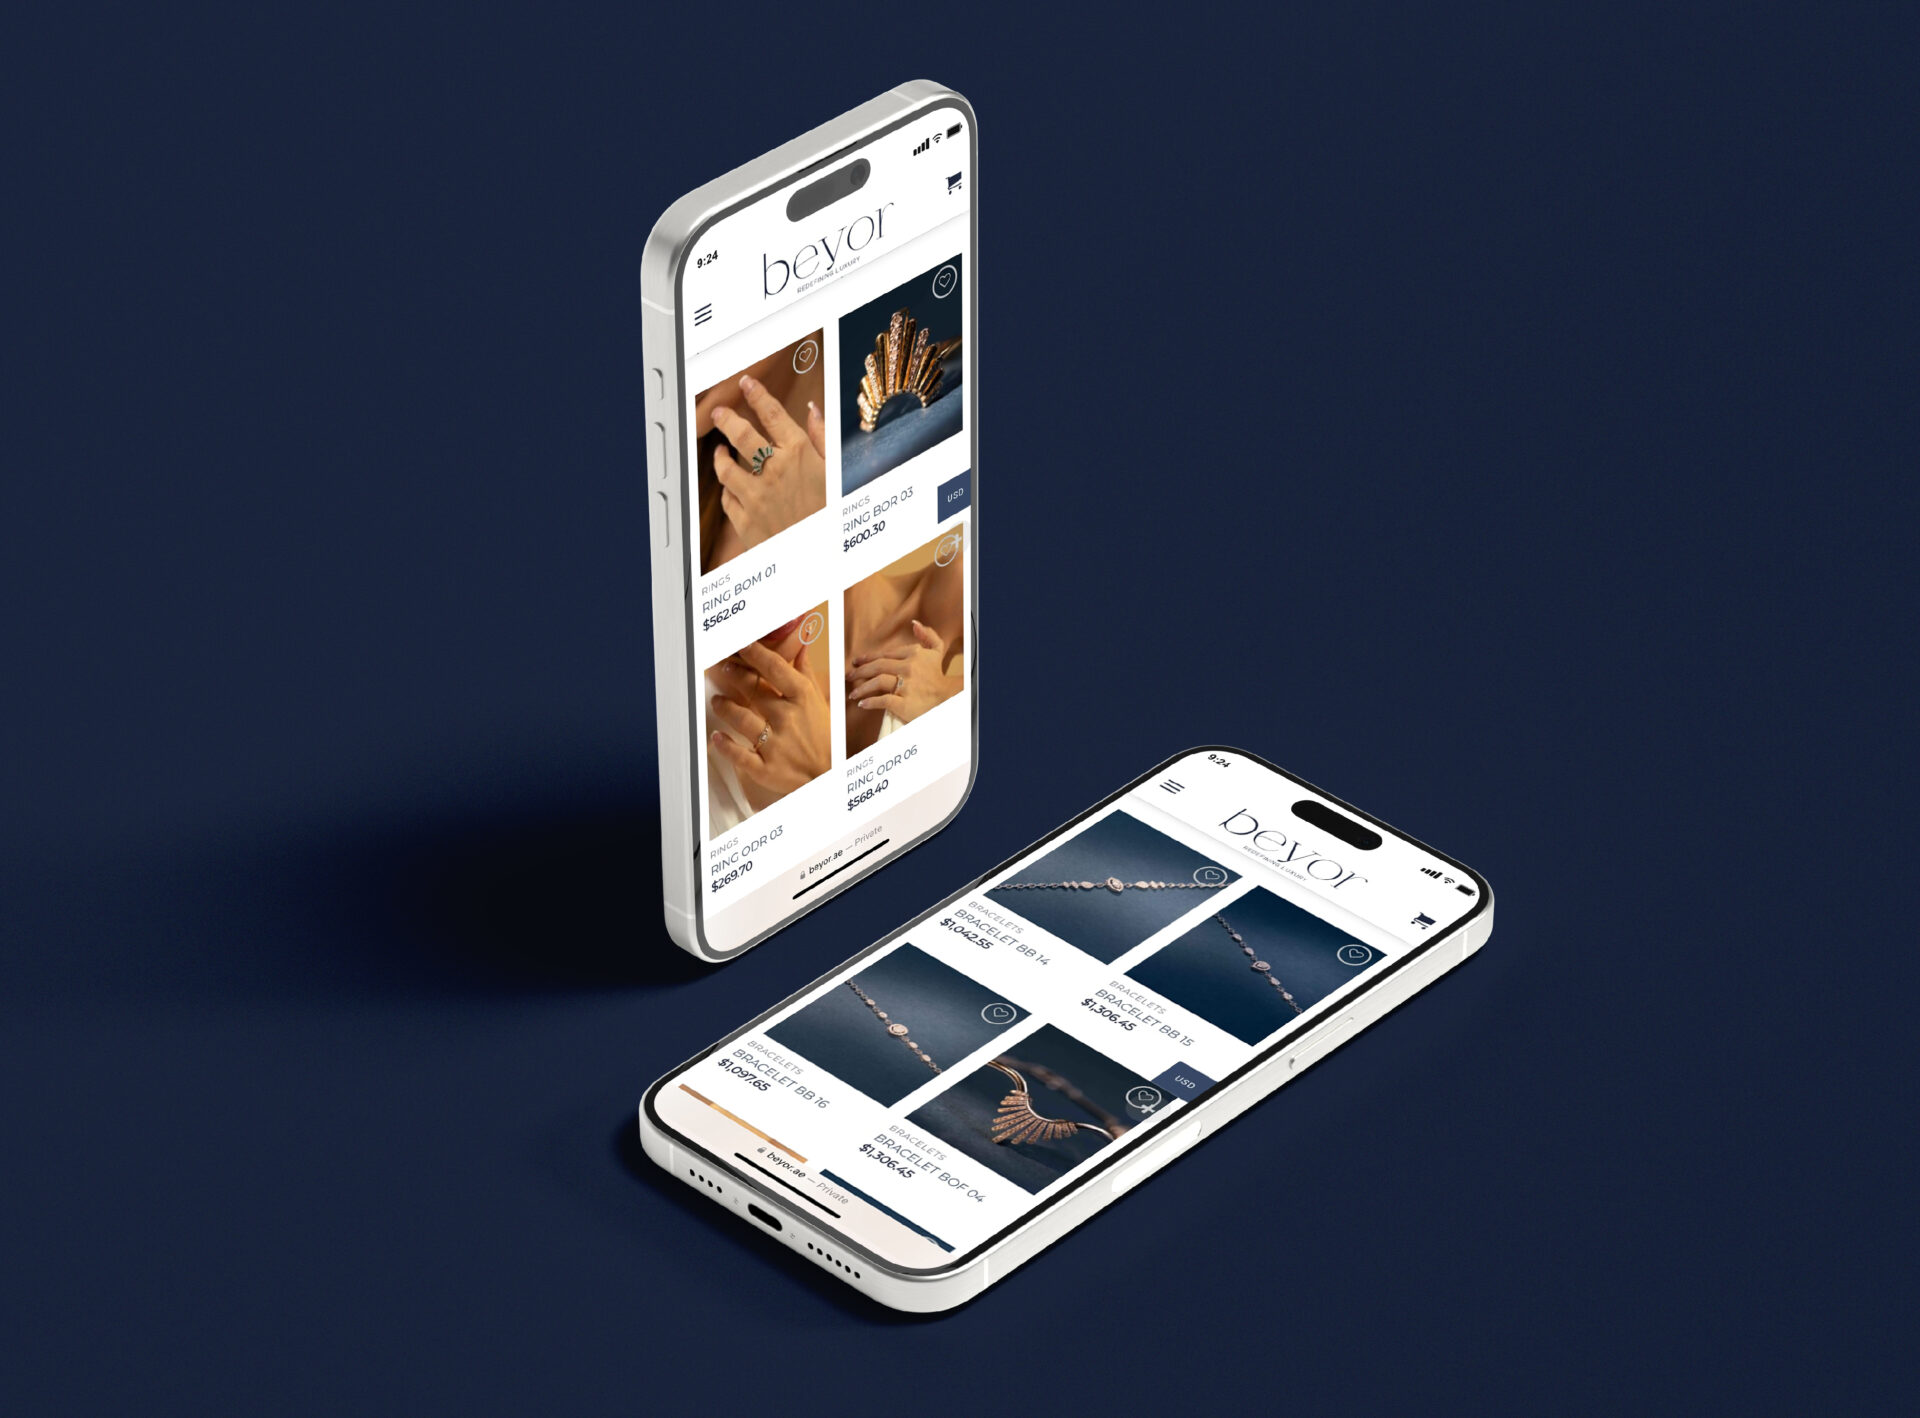 9:24
beyor
REDEFINING LUXURY
RINGS
RING BOM 01
$562.60
RINGS
RING BOR 03
$600.30
USD
RINGS
RING ODR 03
$269.70
RINGS
RING ODR 06
$568.40
beyor.ae — Private
9:24
beyor
REDEFINING LUXURY
BRACELETS
BRACELET BB 14
$1,042.55
BRACELETS
BRACELET BB 15
$1,306.45
BRACELETS
BRACELET BB 16
$1,097.65
USD
BRACELETS
BRACELET BOF 04
$1,306.45
beyor.ae — Private